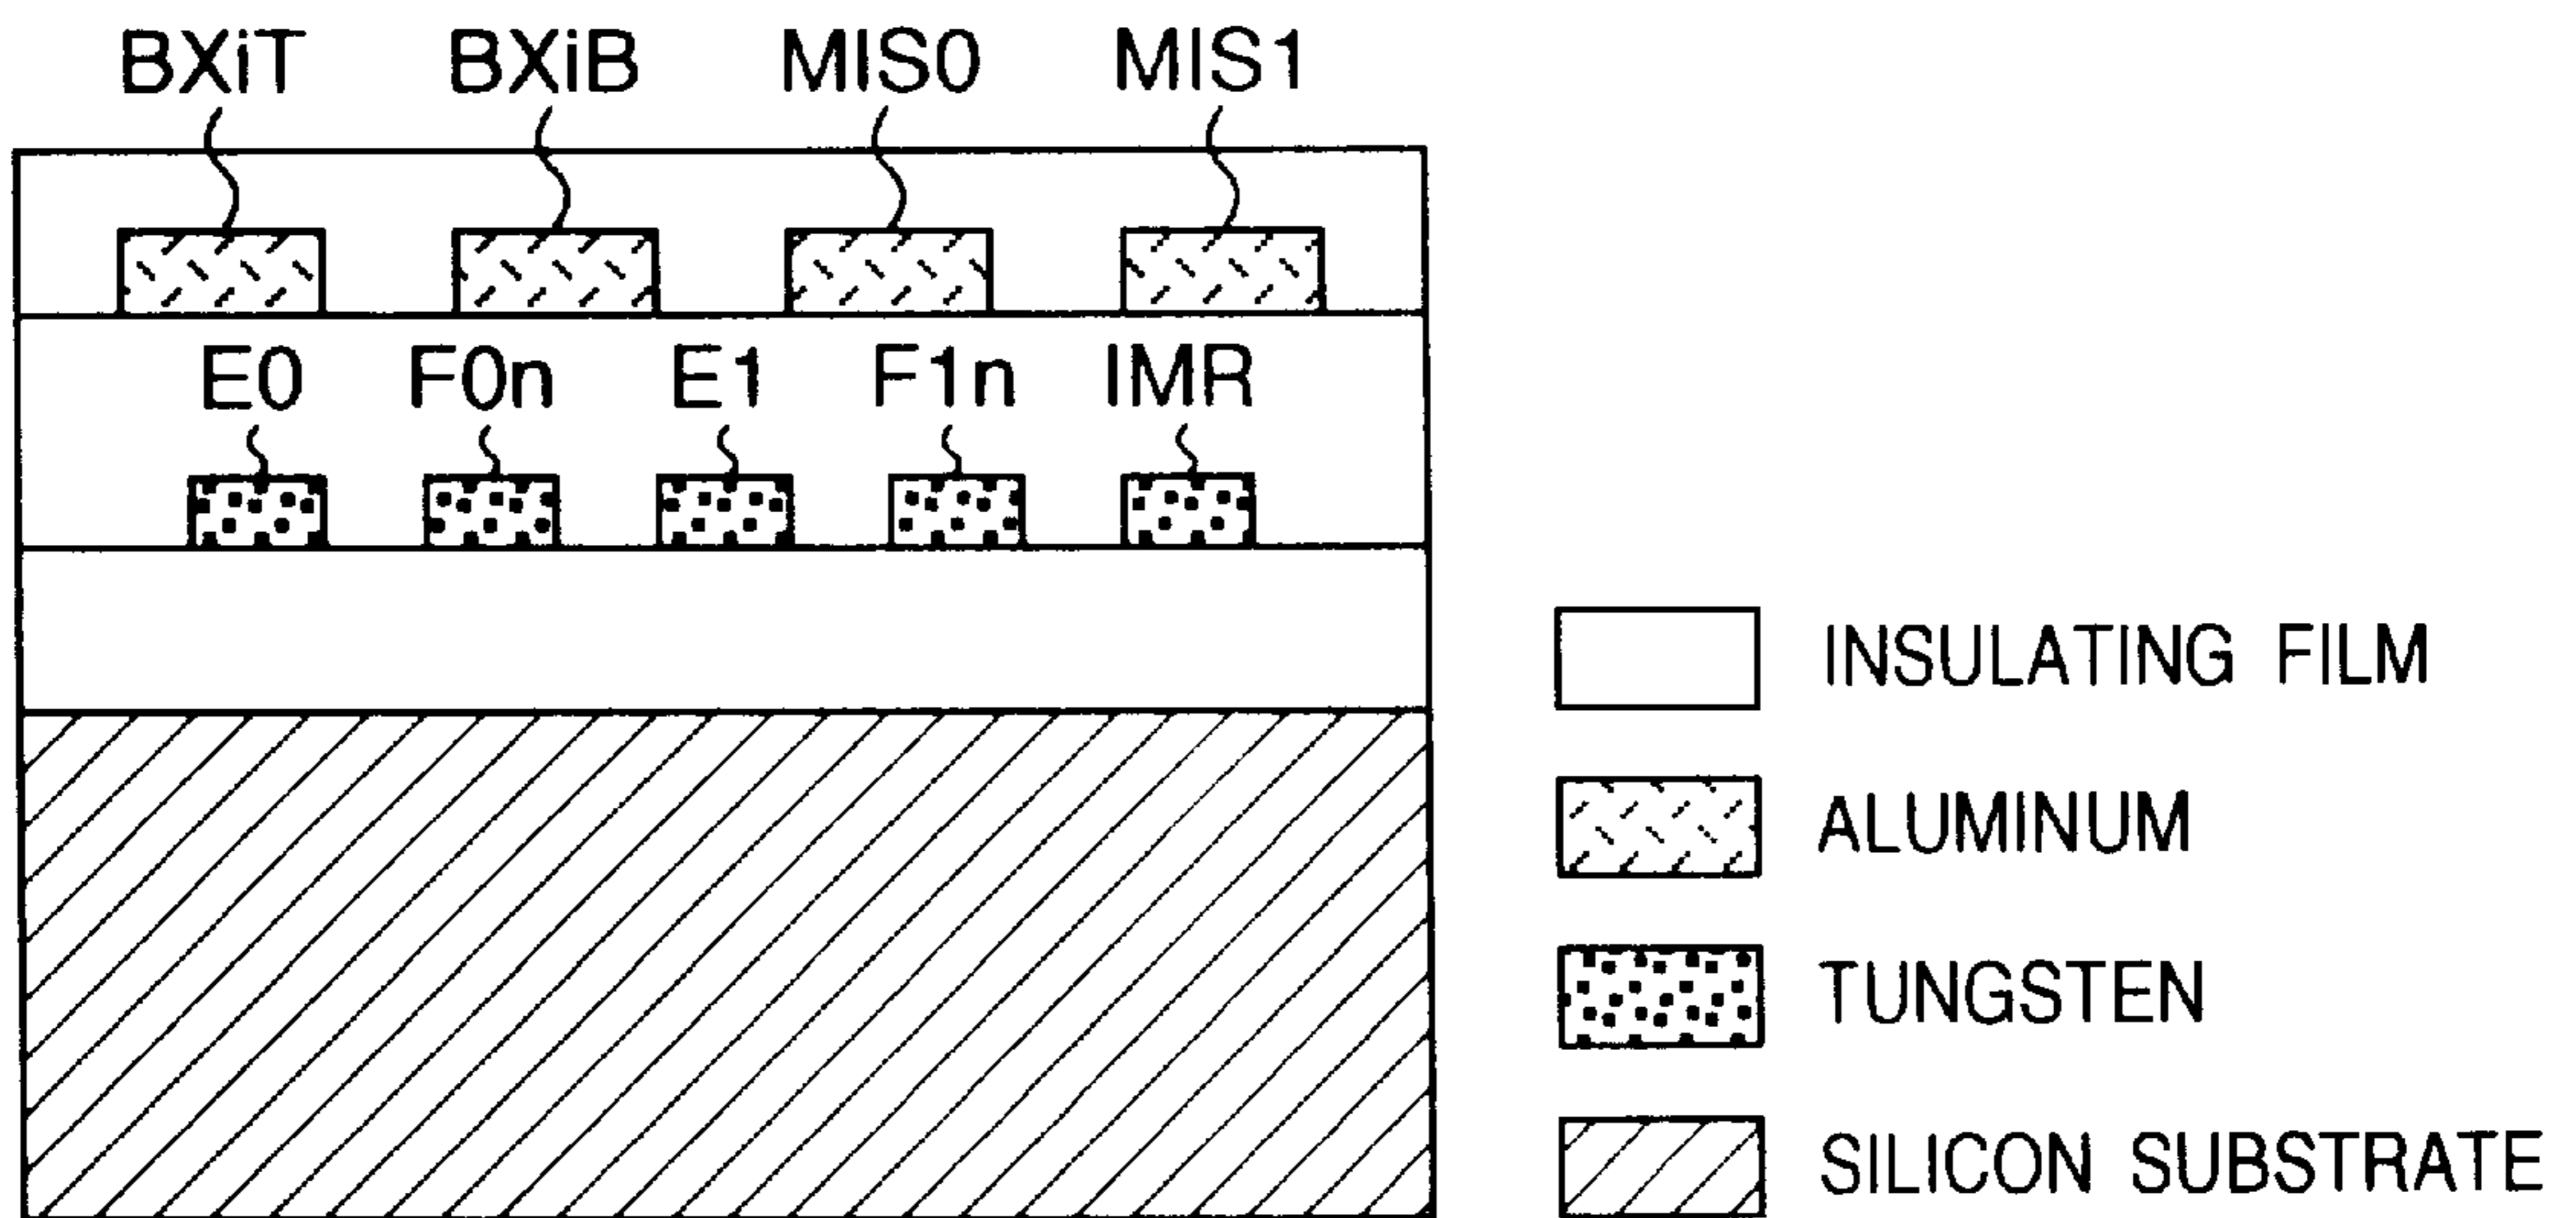 BXiT BXiB MIS0 MIS1
E0 F0n E1 F1n IMR
INSULATING FILM
ALUMINUM
TUNGSTEN
SILICON SUBSTRATE